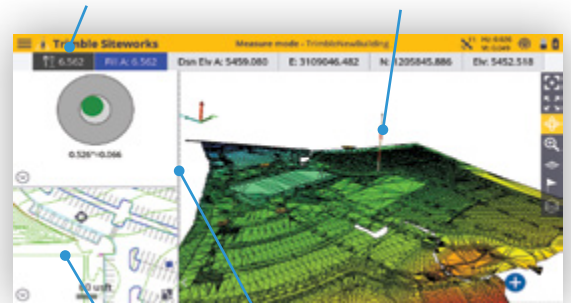 Trimble Siteworks
Measure mode - TrimbleNewBuilding
6.562
Fill A: 6.562
Dsn Elv A: 5459.080
E: 3109046.482
N: 1205845.886
Elv: 5452.518
0.526"=0.066